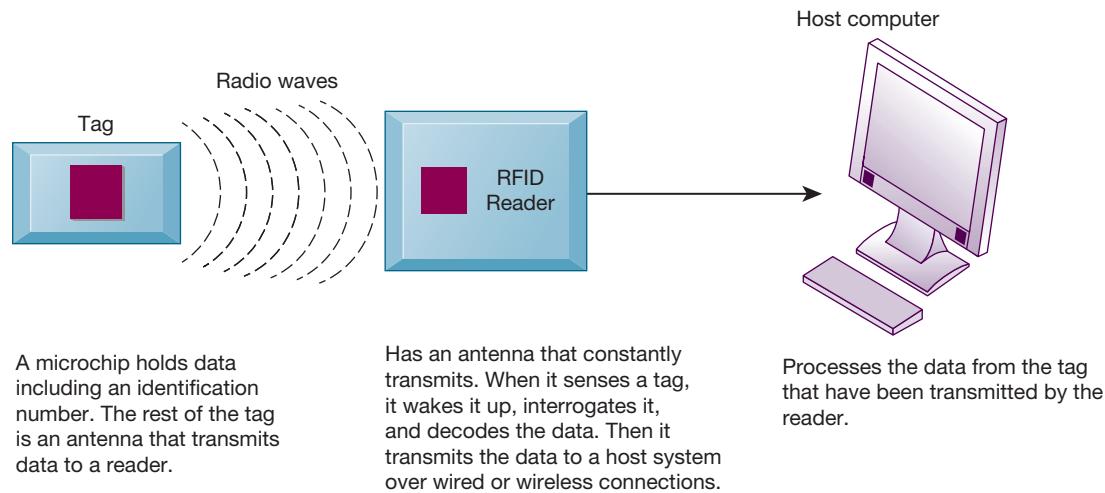 Host computer
Radio waves
Tag
RFID
Reader
A microchip holds data
including an identification
number. The rest of the tag
is an antenna that transmits
data to a reader.
Has an antenna that constantly
transmits. When it senses a tag,
it wakes it up, interrogates it,
and decodes the data. Then it
transmits the data to a host system
over wired or wireless connections.
Processes the data from the tag
that have been transmitted by the
reader.